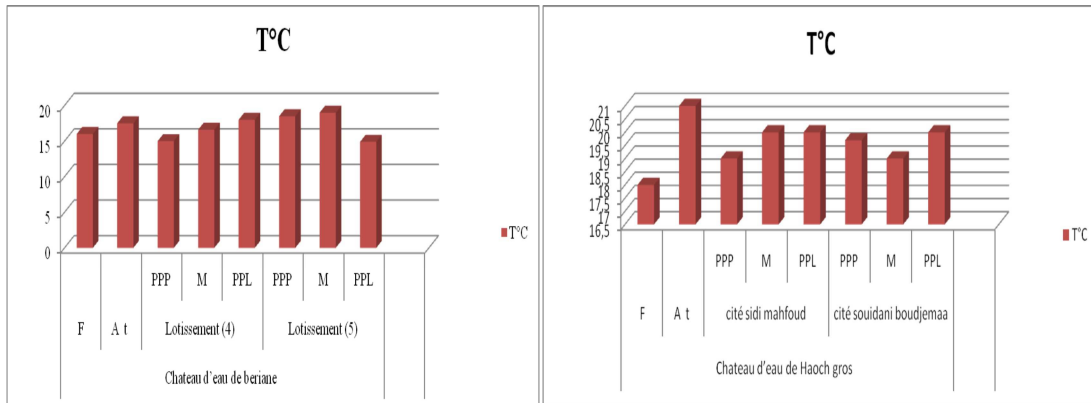 T°C
20
15
10
5
0
T°C
PPP M PPL PPP M PPL
F A t Lotissement (4) Lotissement (5)
Chateau d'eau de beriane
T°C
21
20,5
20
19,5
19
18,5
18
17,5
17
16,5
T°C
PPP M PPL PPP M PPL
F A t cité sidi mahfoud cité souidani boudjemaa
Chateau d'eau de Haoch gros